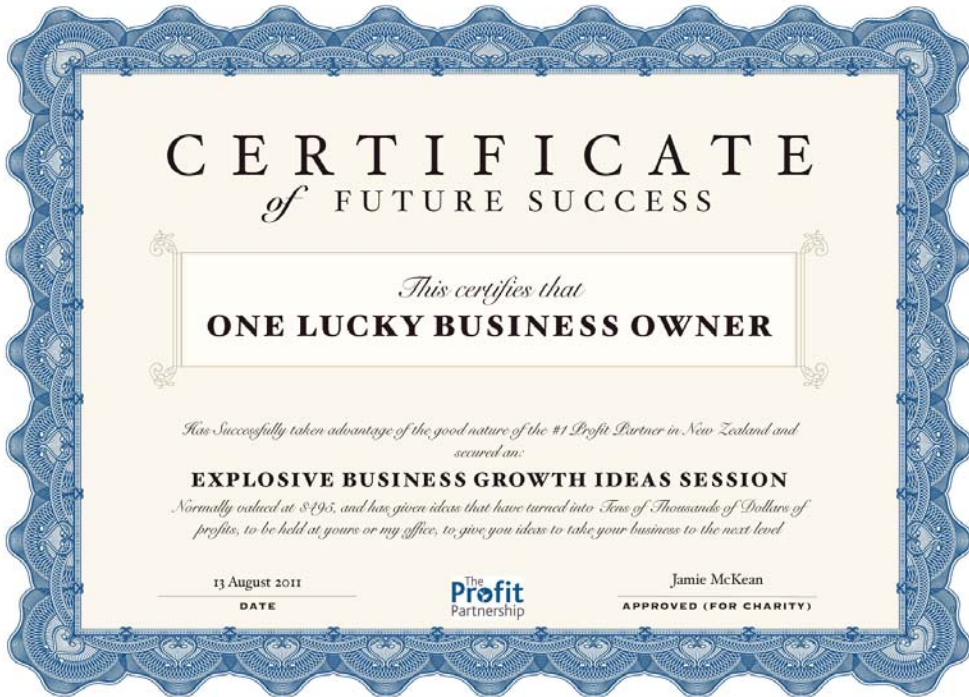 CERTIFICATE
of FUTURE SUCCESS
This certifies that
ONE LUCKY BUSINESS OWNER
Has Successfully taken advantage of the good nature of the #1 Profit Partner in New Zealand and
secured an:
EXPLOSIVE BUSINESS GROWTH IDEAS SESSION
Normally valued at $495, and has given ideas that have turned into Tens of Thousands of Dollars of
profits, to be held at yours or my office, to give you ideas to take your business to the next level
13 August 2011
DATE
The
Profit
Partnership
Jamie McKean
APPROVED (FOR CHARITY)